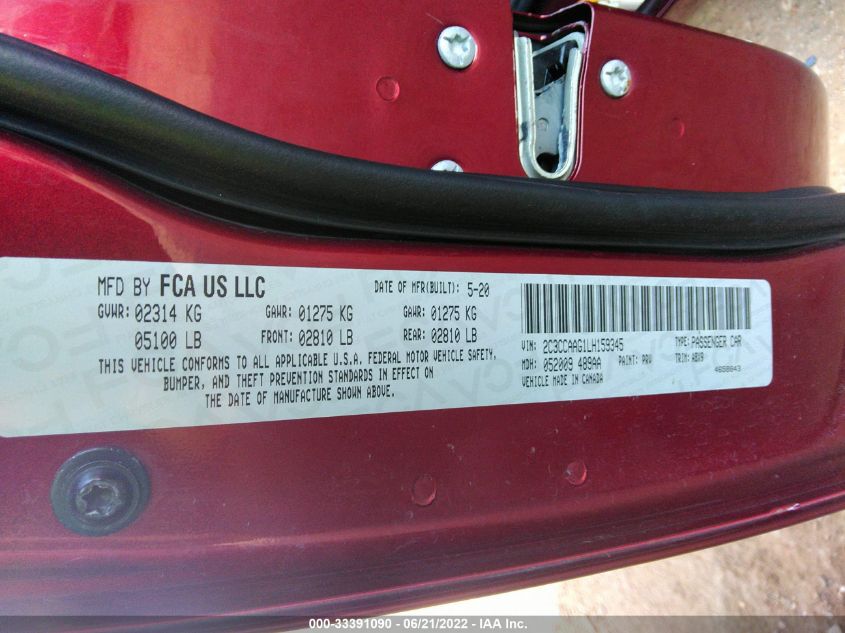 MFD BY FCA US LLC DATE OF MFR(BUILT): 5-20
GVWR: 02314 KG GAWR: 01275 KG GAWR: 01275 KG
05100 LB FRONT: 02810 LB REAR: 02810 LB
THIS VEHICLE CONFORMS TO ALL APPLICABLE U.S.A. FEDERAL MOTOR VEHICLE SAFETY,
BUMPER, AND THEFT PREVENTION STANDARDS IN EFFECT ON
THE DATE OF MANUFACTURE SHOWN ABOVE.
VIN: 2C3CCAAG1LH159345 TYPE: PASSENGER CAR
MDH: 052009 489AA PAINT: PRV TRIM: ABX9
VEHICLE MADE IN CANADA 4658643
000-33391090 - 06/21/2022 - IAA Inc.